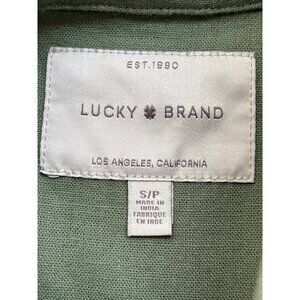 EST.1990
LUCKY BRAND
LOS ANGELES, CALIFORNIA
S/P
MADE IN
INDIA
FABRIQUE
EN INDE